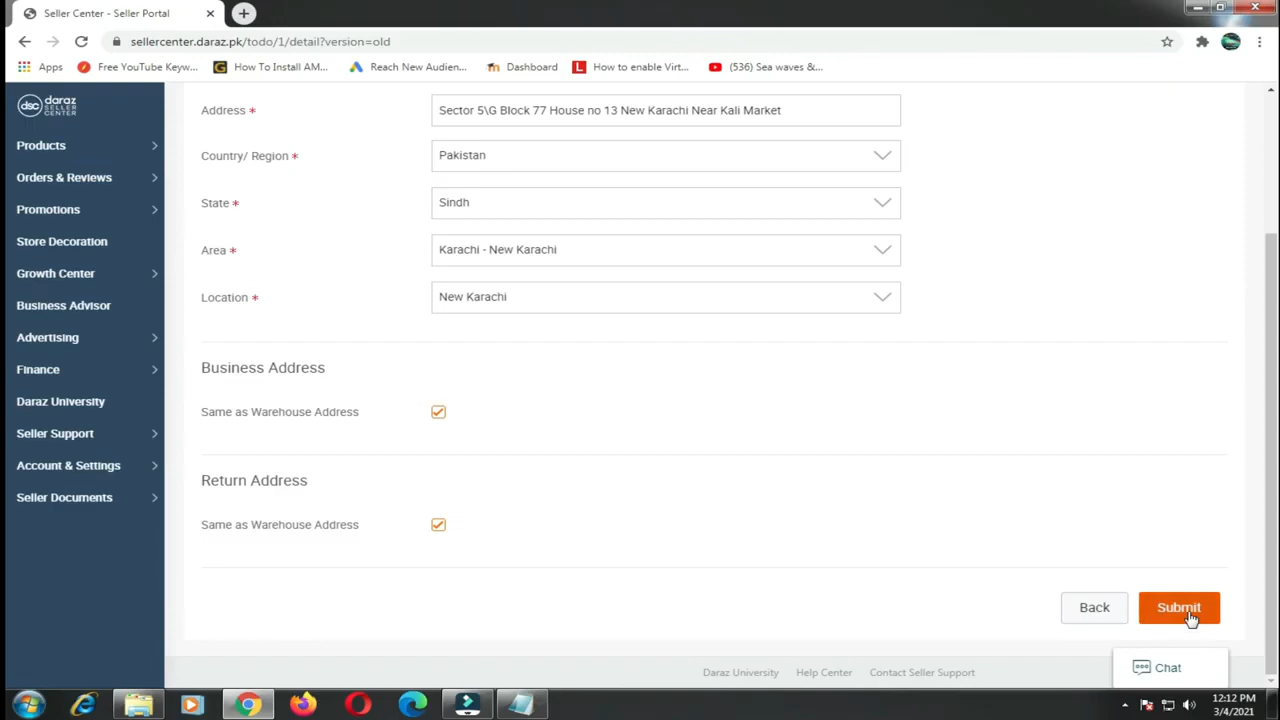 Seller Center - Seller Portal
sellercenter.daraz.pk/todo/1/detail?version=old
Apps
Free YouTube Keyw...
How To Install AM...
Reach New Audien...
Dashboard
How to enable Virt...
(536) Sea waves &...
dsc daraz SELLER CENTER
Products
Orders & Reviews
Promotions
Store Decoration
Growth Center
Business Advisor
Advertising
Finance
Daraz University
Seller Support
Account & Settings
Seller Documents
Address * Sector 5\G Block 77 House no 13 New Karachi Near Kali Market
Country/ Region * Pakistan
State * Sindh
Area * Karachi - New Karachi
Location * New Karachi
Business Address
Same as Warehouse Address
Return Address
Same as Warehouse Address
Back
Submit
Daraz University
Help Center
Contact Seller Support
Chat
12:12 PM
3/4/2021